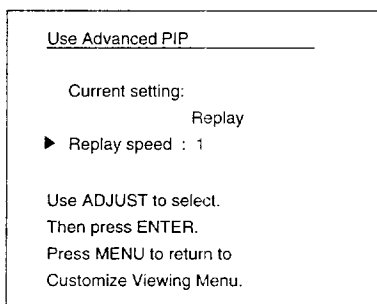 Use Advanced PIP
Current setting:
Replay
▶ Replay speed : 1
Use ADJUST to select.
Then press ENTER.
Press MENU to return to
Customize Viewing Menu.